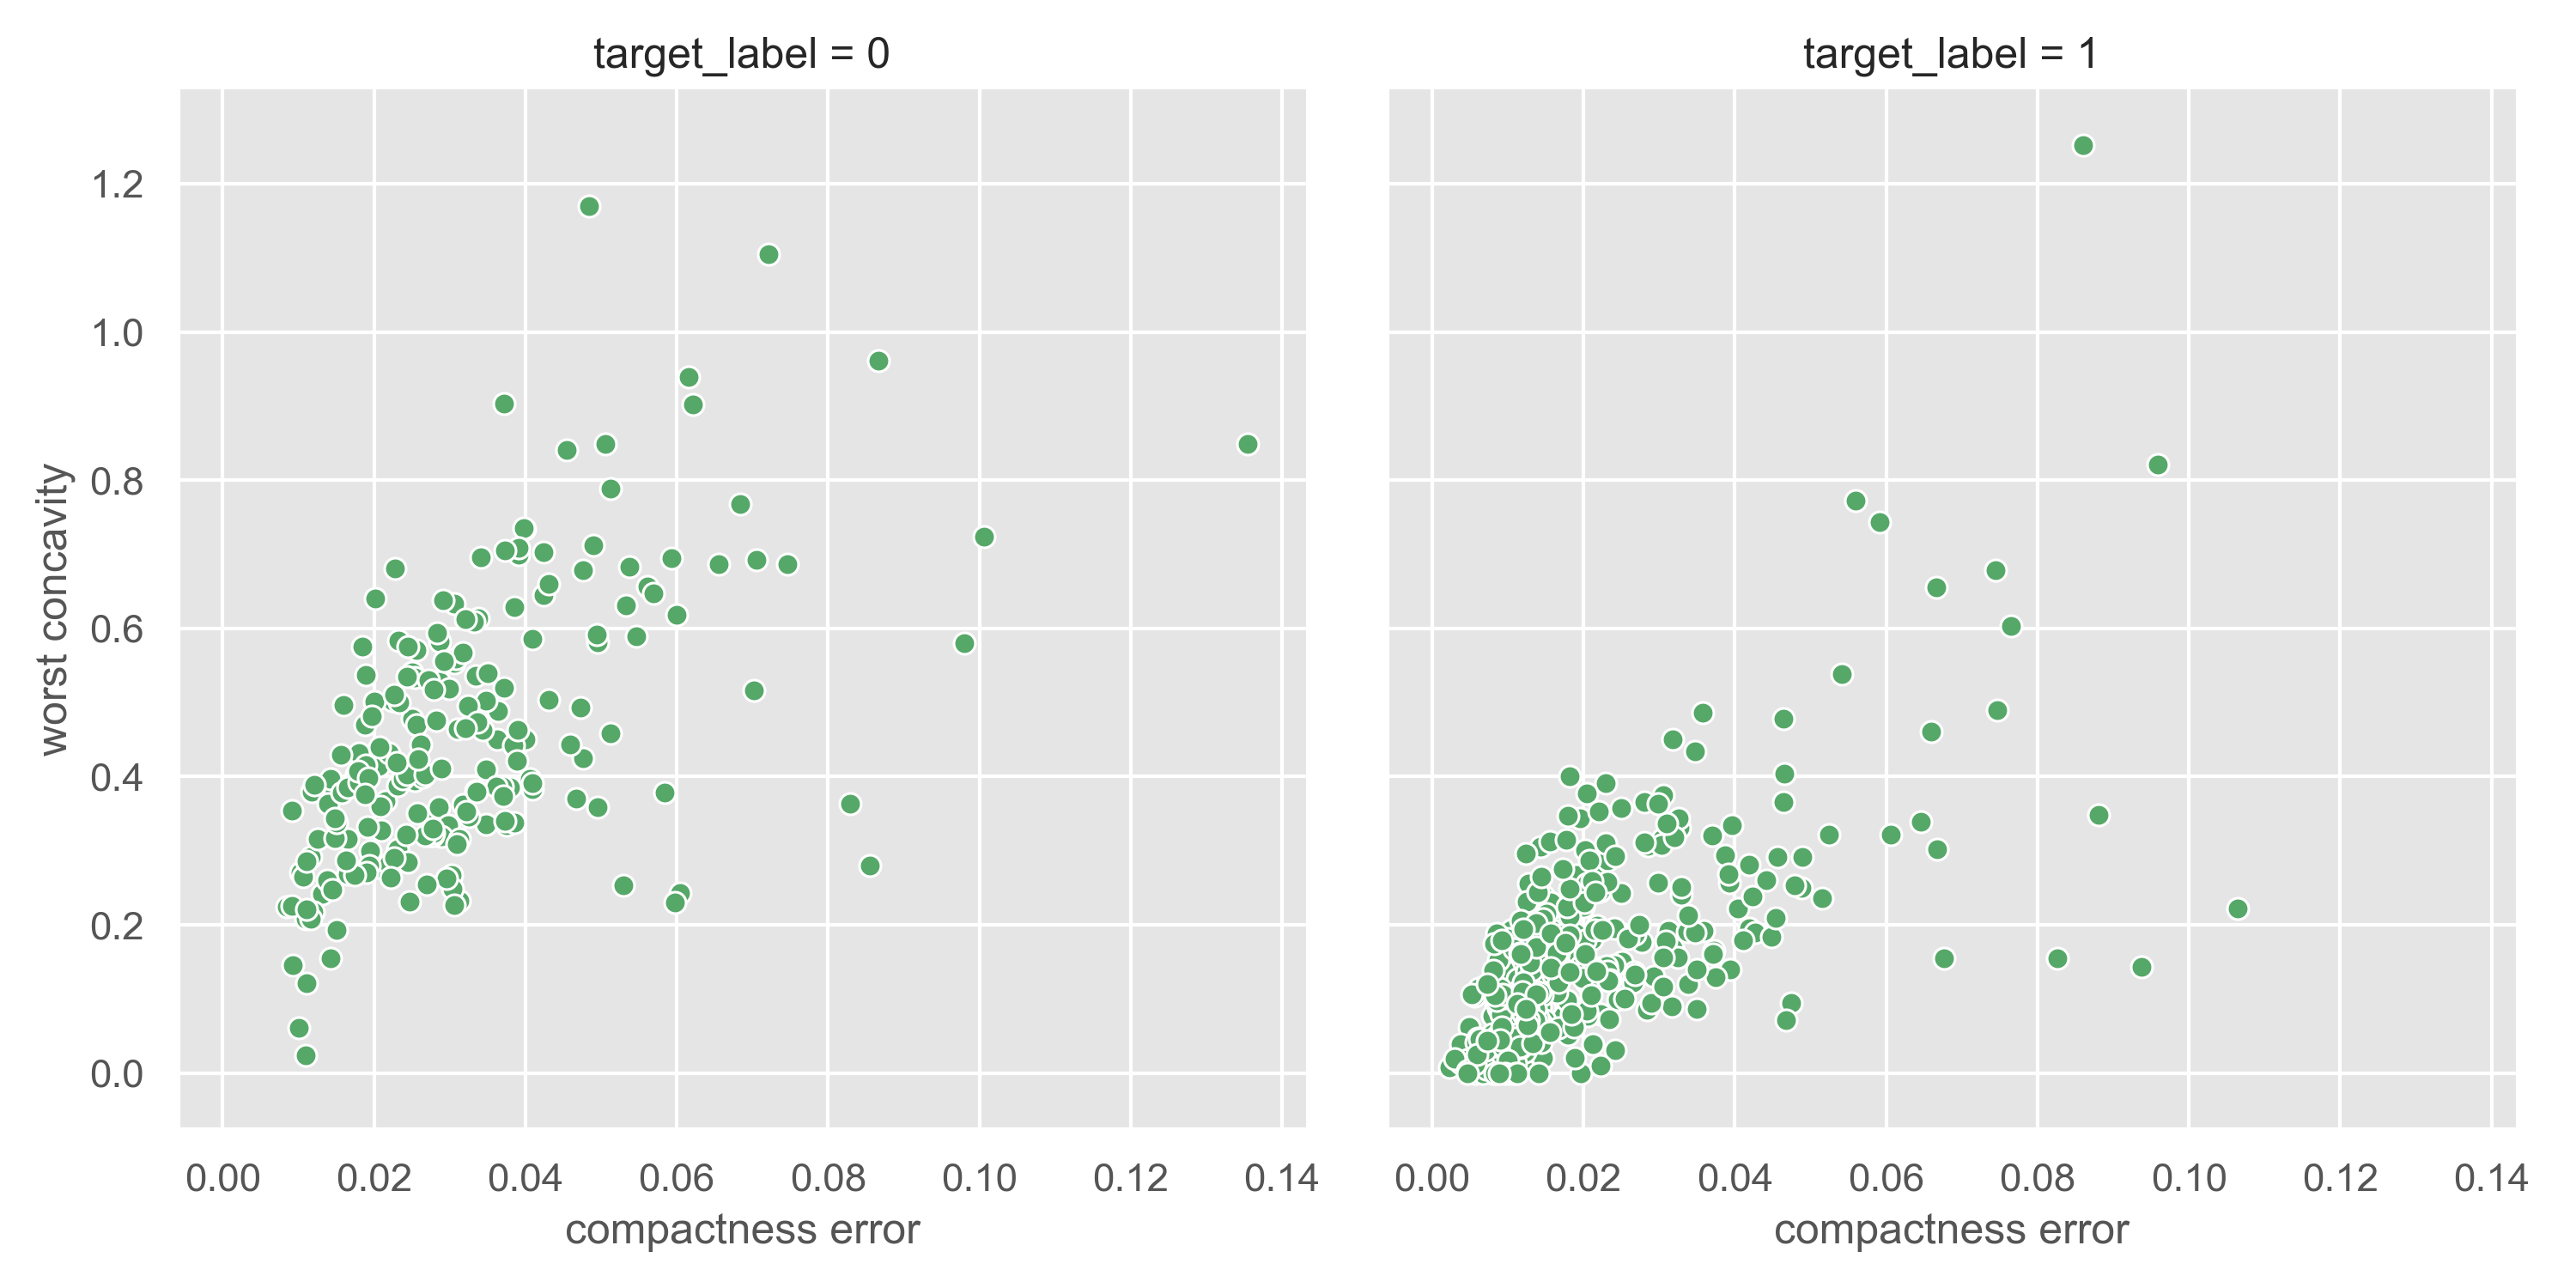 target_label = 0
target_label = 1
worst concavity
1.2
1.0
0.8
0.6
0.4
0.2
0.0
0.00 0.02 0.04 0.06 0.08 0.10 0.12 0.14
0.00 0.02 0.04 0.06 0.08 0.10 0.12 0.14
compactness error
compactness error